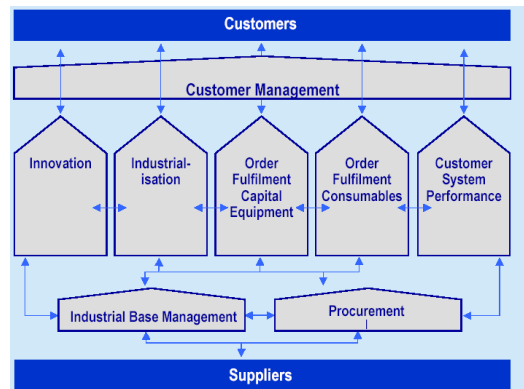 Customers
Customer Management
Innovation
Industrial-
isation
Order
Fulfilment
Capital
Equipment
Order
Fulfilment
Consumables
Customer
System
Performance
Industrial Base Management
Procurement
Suppliers